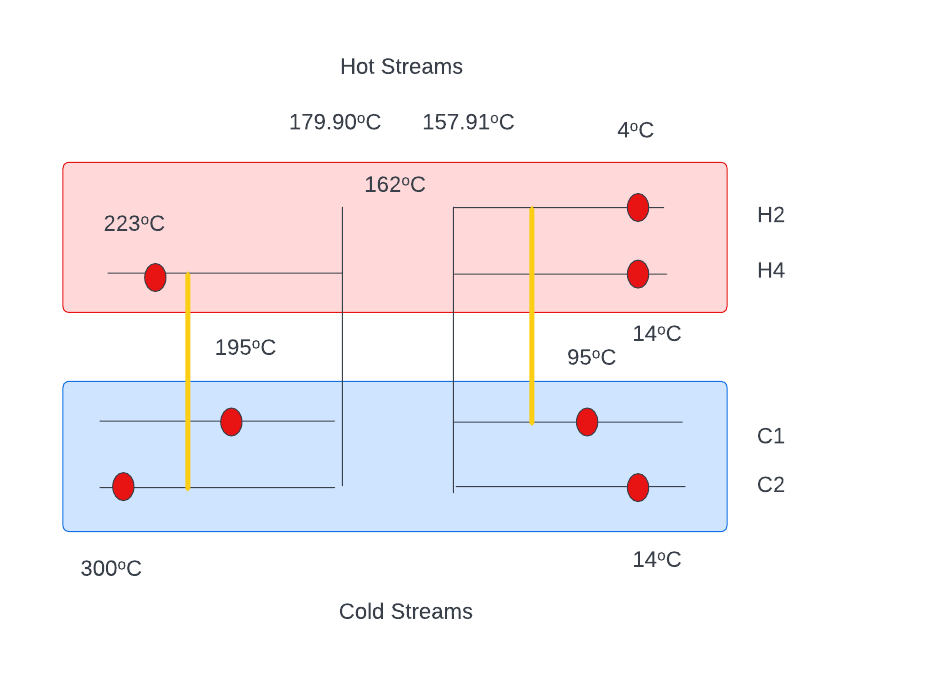 Hot Streams
179.90ºC 157.91ºC
4ºC
162ºC
223ºC
H2
H4
14ºC
195ºC
95ºC
C1
C2
300ºC
14ºC
Cold Streams